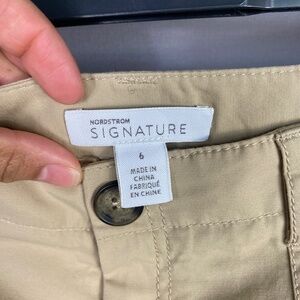 NORDSTROM
SIGNATURE
6
MADE IN
CHINA
FABRIQUÉ
EN CHINE